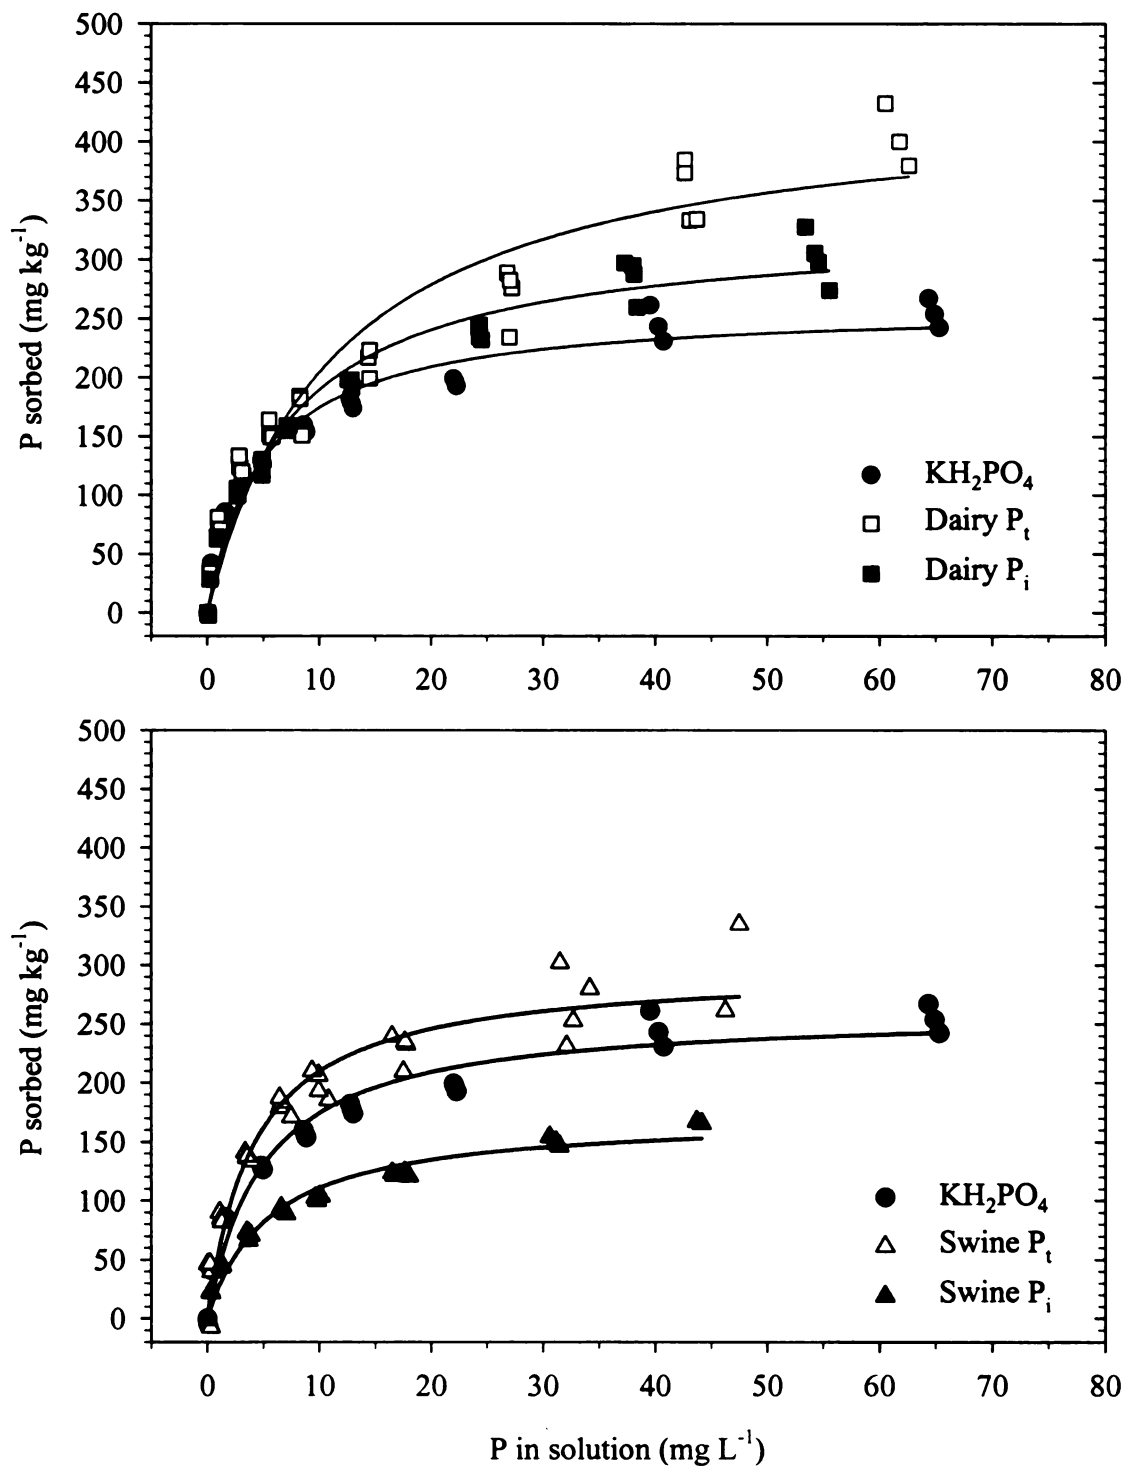 500
450
400
350
300
250
200
150
100
50
0
P sorbed (mg kg⁻¹)
KH₂PO₄
Dairy Pₜ
Dairy Pᵢ
0 10 20 30 40 50 60 70 80
500
450
400
350
300
250
200
150
100
50
0
P sorbed (mg kg⁻¹)
KH₂PO₄
Swine Pₜ
Swine Pᵢ
0 10 20 30 40 50 60 70 80
P in solution (mg L⁻¹)